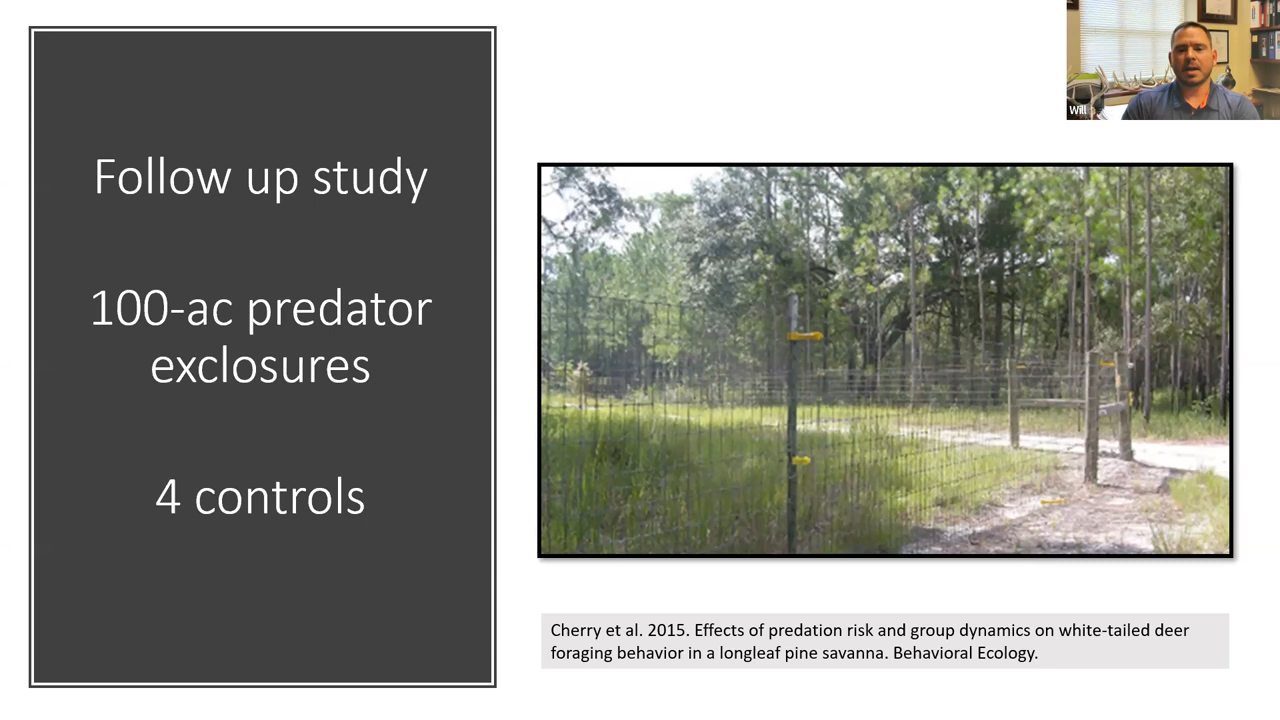 Follow up study
100-ac predator
exclosures
4 controls
Will
Cherry et al. 2015. Effects of predation risk and group dynamics on white-tailed deer
foraging behavior in a longleaf pine savanna. Behavioral Ecology.